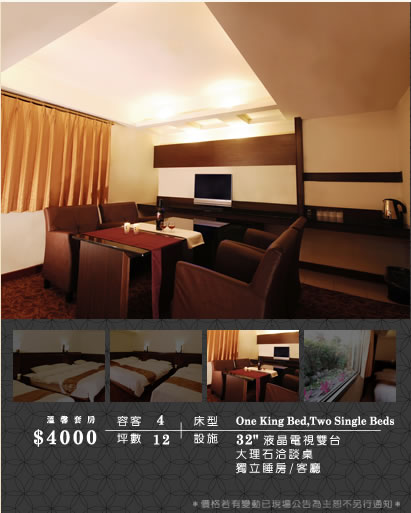 溫馨套房
$4000
容客 4
坪數 12
床型 One King Bed,Two Single Beds
設施 32" 液晶電視雙台
大理石洽談桌
獨立睡房/客廳
*價格若有變動已現場公告為主恕不另行通知*